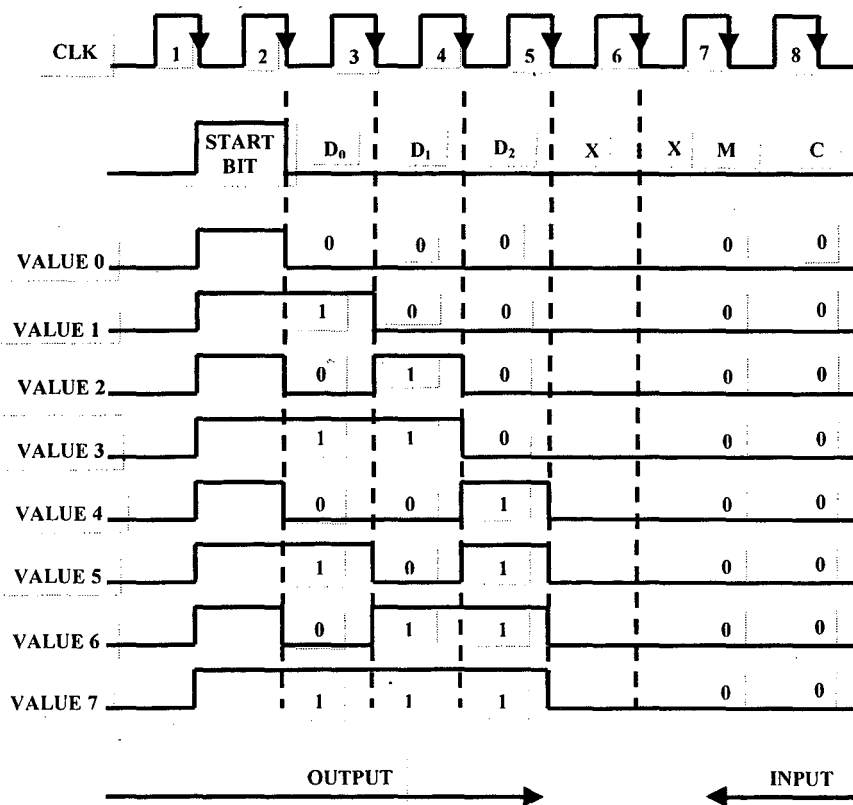 CLK 1 2 3 4 5 6 7 8
START BIT D₀ D₁ D₂ X X M C
VALUE 0 0 0 0 0 0
VALUE 1 1 0 0 0 0
VALUE 2 0 1 0 0 0
VALUE 3 1 1 0 0 0
VALUE 4 0 0 1 0 0
VALUE 5 1 0 1 0 0
VALUE 6 0 1 1 0 0
VALUE 7 1 1 1 0 0
OUTPUT INPUT